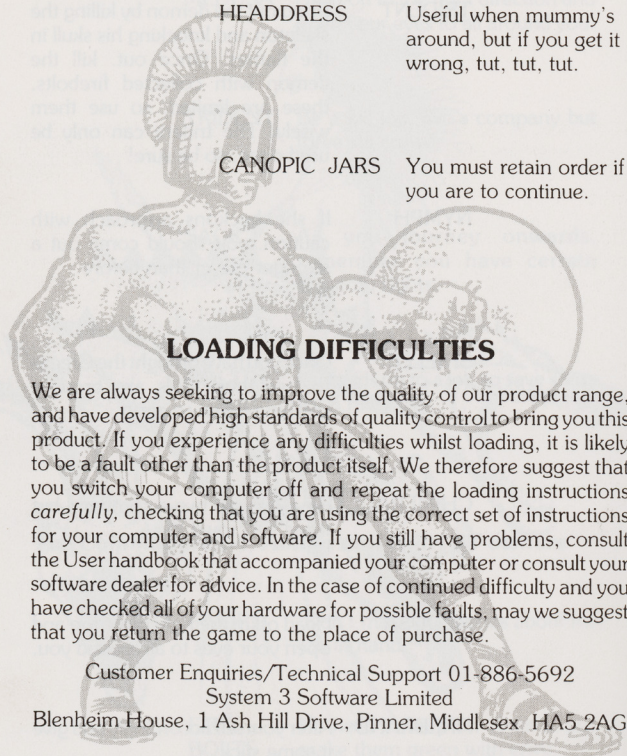 HEADDRESS Useful when mummy's
around, but if you get it
wrong, tut, tut, tut.
CANOPIC JARS You must retain order if
you are to continue.
LOADING DIFFICULTIES
We are always seeking to improve the quality of our product range,
and have developed high standards of quality control to bring you this
product. If you experience any difficulties whilst loading, it is likely
to be a fault other than the product itself. We therefore suggest that
you switch your computer off and repeat the loading instructions
carefully, checking that you are using the correct set of instructions
for your computer and software. If you still have problems, consult
the User handbook that accompanied your computer or consult your
software dealer for advice. In the case of continued difficulty and you
have checked all of your hardware for possible faults, may we suggest
that you return the game to the place of purchase.
Customer Enquiries/Technical Support 01-886-5692
System 3 Software Limited
Blenheim House, 1 Ash Hill Drive, Pinner, Middlesex HA5 2AG